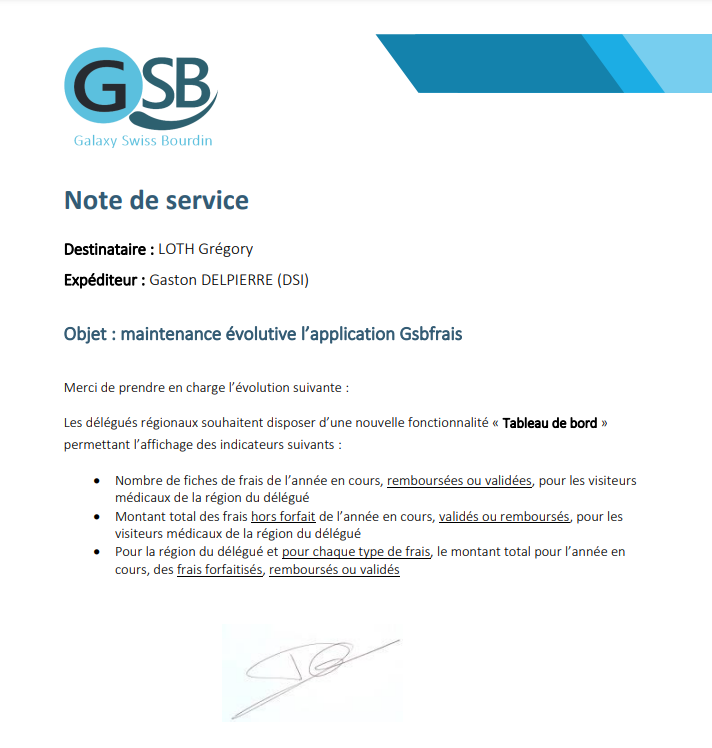 GSB
Galaxy Swiss Bourdin
Note de service
Destinataire : LOTH Grégory
Expéditeur : Gaston DELPIERRE (DSI)
Objet : maintenance évolutive l’application Gsbfrais
Merci de prendre en charge l’évolution suivante :
Les délégués régionaux souhaitent disposer d’une nouvelle fonctionnalité « Tableau de bord »
permettant l’affichage des indicateurs suivants :
• Nombre de fiches de frais de l’année en cours, remboursées ou validées, pour les visiteurs
médicaux de la région du délégué
• Montant total des frais hors forfait de l’année en cours, validés ou remboursés, pour les
visiteurs médicaux de la région du délégué
• Pour la région du délégué et pour chaque type de frais, le montant total pour l’année en
cours, des frais forfaitisés, remboursés ou validés